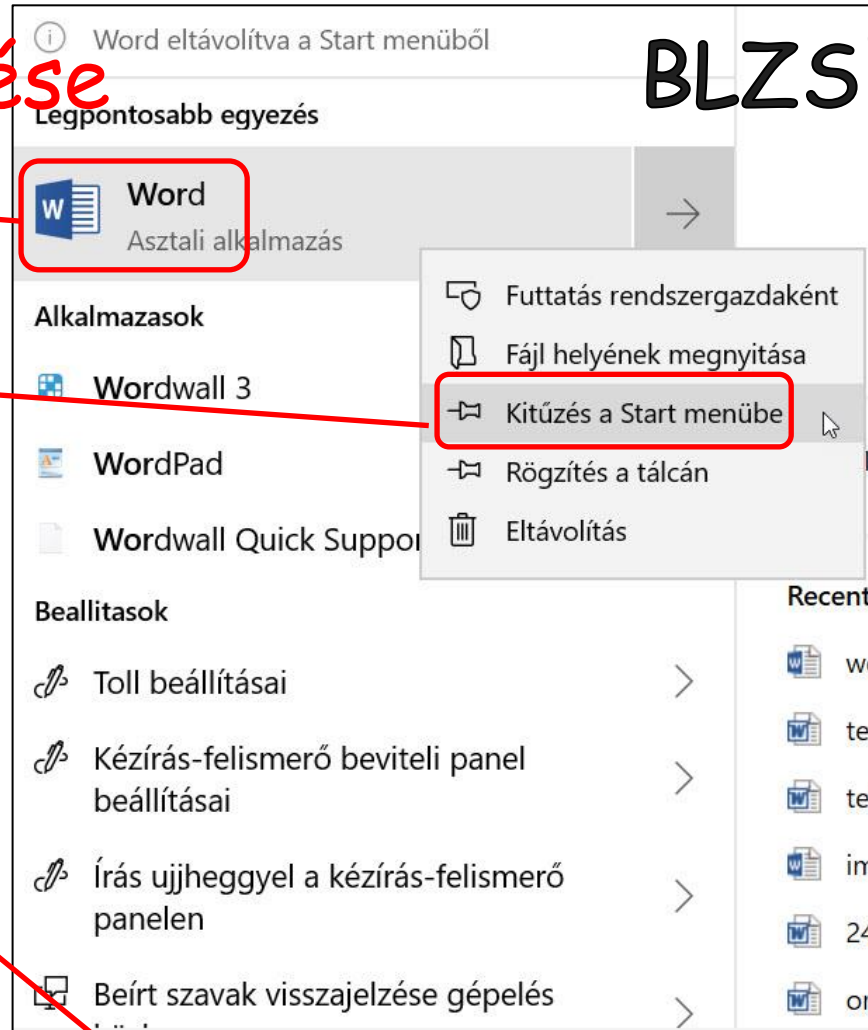 Word eltávolítva a Start menüből
BLZS
Legpontosabb egyezés
Word
Asztali alkalmazás
Futtatás rendszergazdaként
Fájl helyének megnyitása
Kitűzés a Start menübe
Rögzítés a tálcán
Eltávolítás
Alkalmazasok
Wordwall 3
WordPad
Wordwall Quick
Beallitasok
Toll beállításai
Kézírás-felismerő beviteli panel
beállításai
Írás ujjheggyel a kézírás-felismerő
panelen
Beírt szavak visszajelzése gépelés
Recent
24